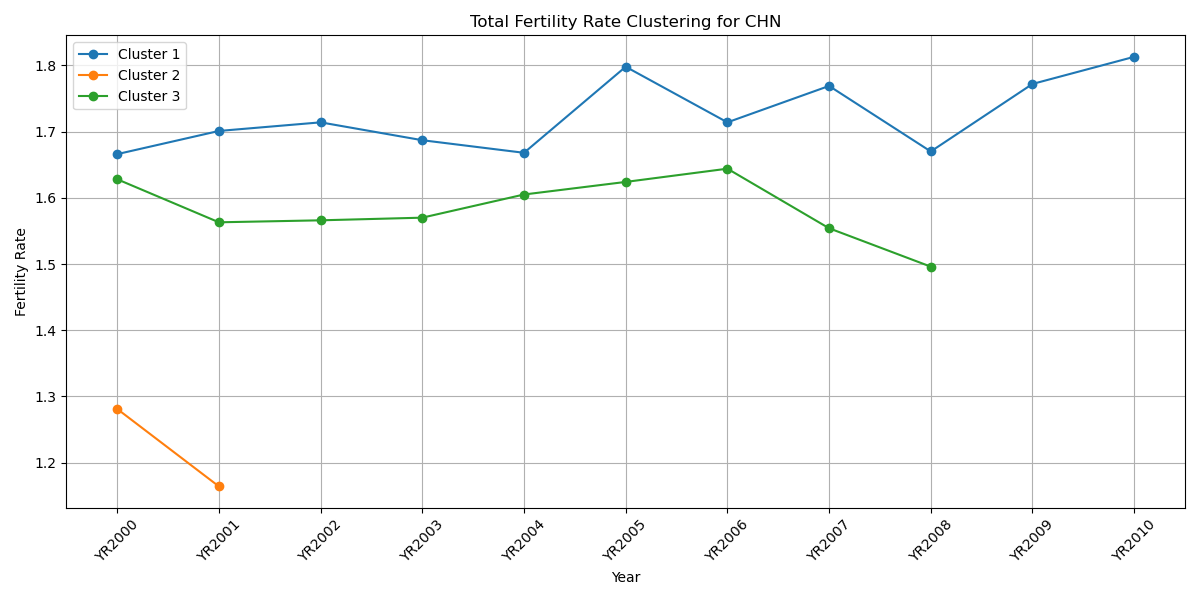 Total Fertility Rate Clustering for CHN
Cluster 1
Cluster 2
Cluster 3
Fertility Rate
1.8
1.7
1.6
1.5
1.4
1.3
1.2
YR2000
YR2001
YR2002
YR2003
YR2004
YR2005
YR2006
YR2007
YR2008
YR2009
YR2010
Year